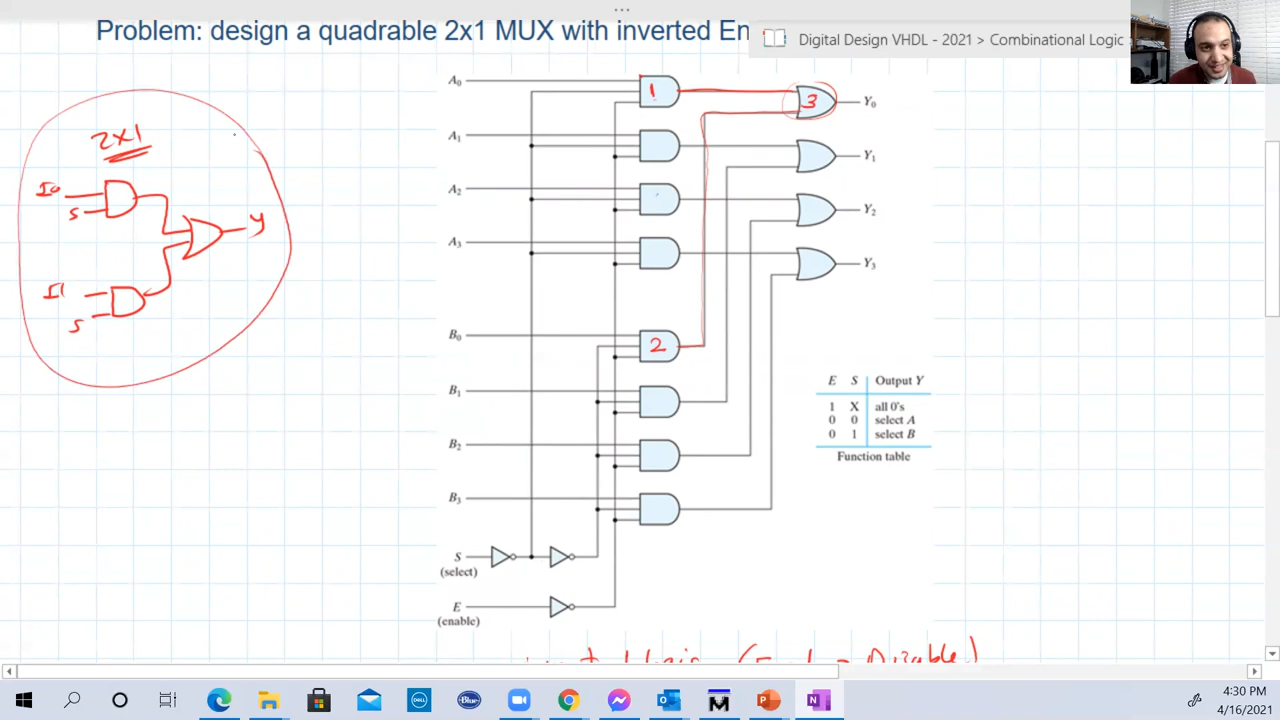 Problem: design a quadrable 2x1 MUX with inverted En
Digital Design VHDL - 2021 > Combinational Logic
2x1
I0
S
Y
I1
S
A0
A1
A2
A3
B0
B1
B2
B3
S
(select)
E
(enable)
1
2
3
Y0
Y1
Y2
Y3
E S Output Y
1 X all 0's
0 0 select A
0 1 select B
Function table
DELL
Blue
M
P
N
4:30 PM
4/16/2021